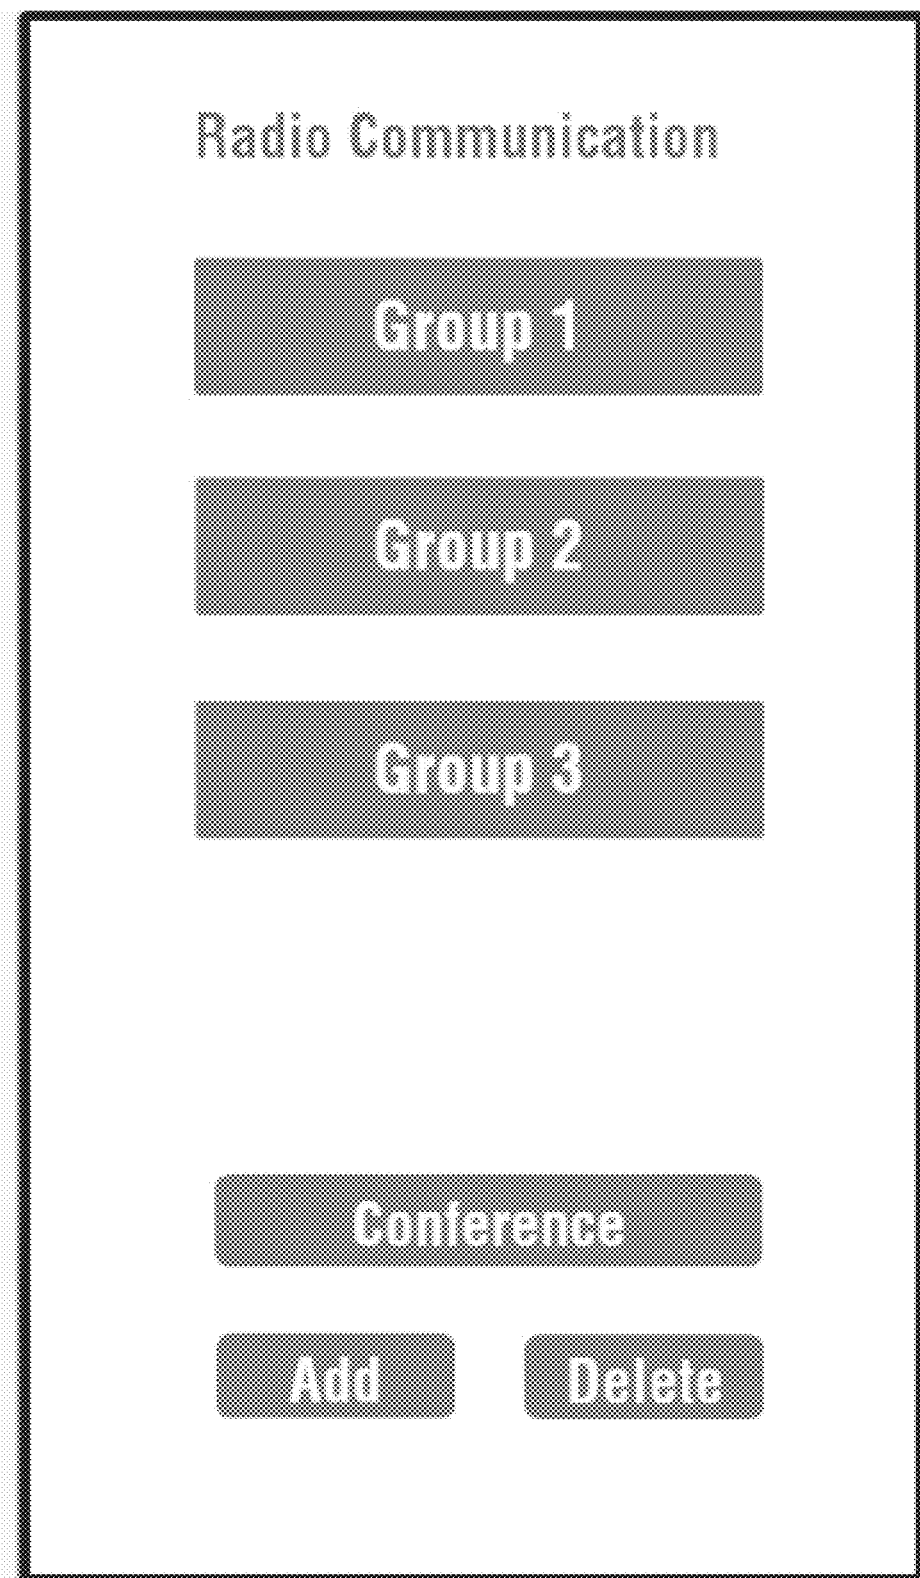 Radio Communication
Group 1
Group 2
Group 3
Conference
Add Delete